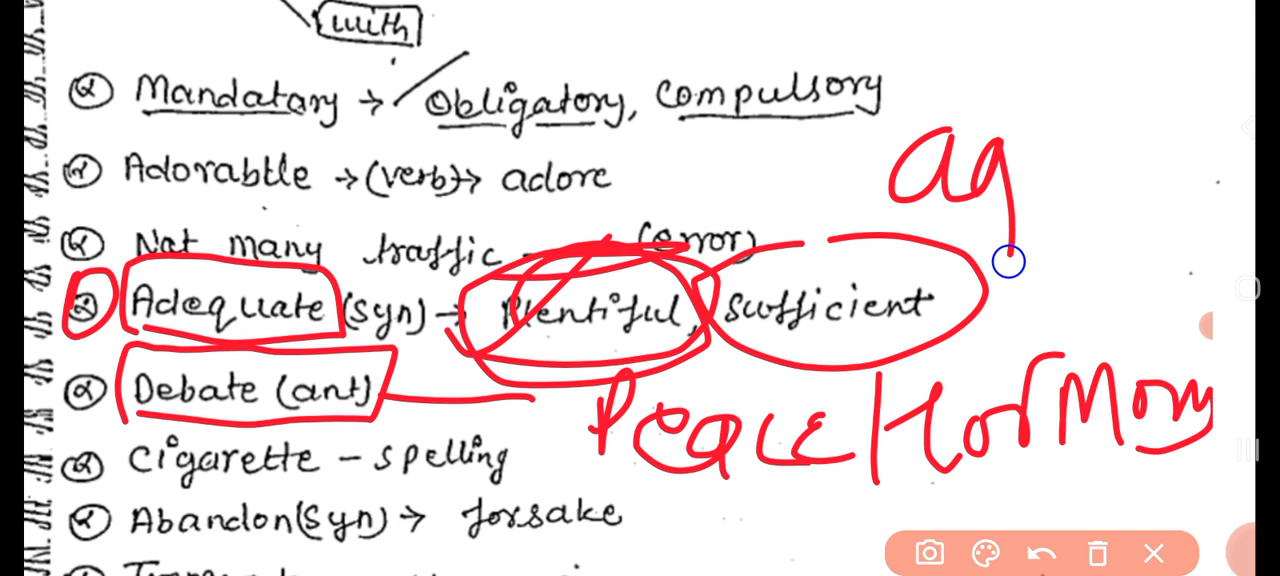 with
Mandatary → Obligatory, Compulsory
Adorabtle → (verb) → adore
Not many traffic - (error)
Adequate (syn) → Plentiful, Sufficient
ag
Debate (ant)
Peace/Harmony
Cigarette - spelling
Abandon (Syn) → forsake